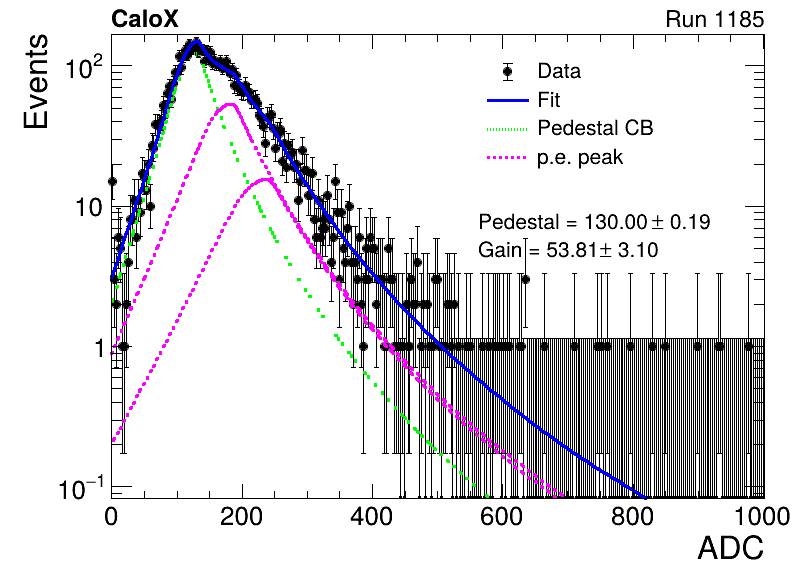 CaloX Run 1185
Events
10²
10
1
10⁻¹
Data
Fit
Pedestal CB
p.e. peak
Pedestal = 130.00 ± 0.19
Gain = 53.81 ± 3.10
0 200 400 600 800 1000
ADC